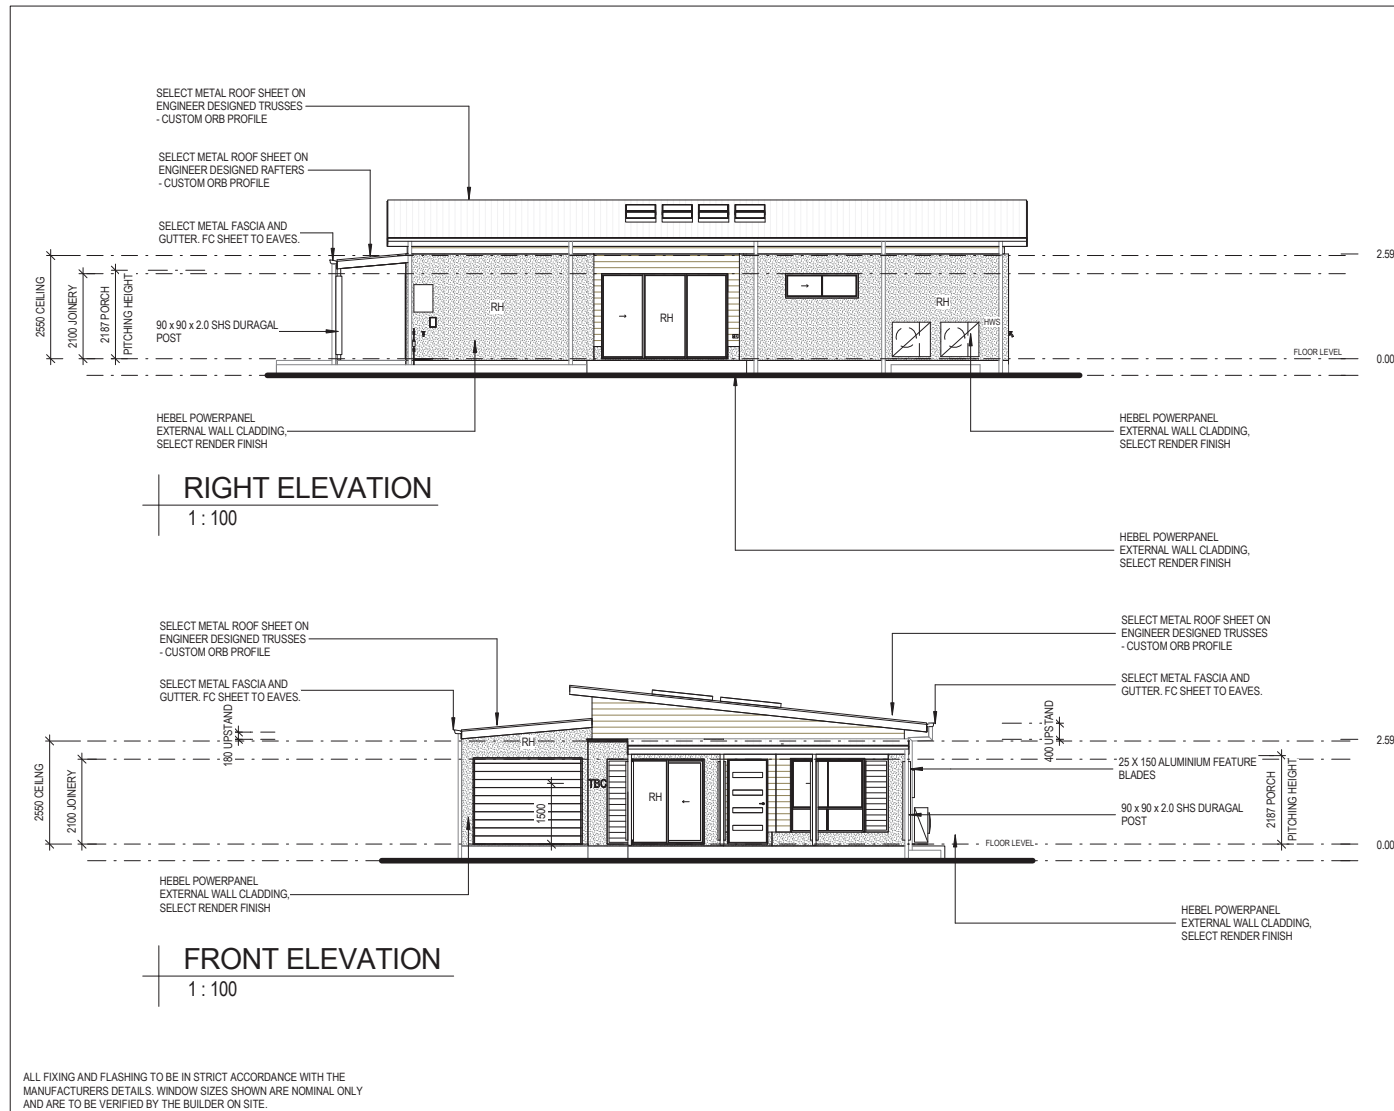 SELECT METAL ROOF SHEET ON
ENGINEER DESIGNED TRUSSES
- CUSTOM ORB PROFILE
SELECT METAL ROOF SHEET ON
ENGINEER DESIGNED RAFTERS
- CUSTOM ORB PROFILE
SELECT METAL FASCIA AND
GUTTER. FC SHEET TO EAVES.
2550 CEILING
2100 JOINERY
2187 PORCH
PITCHING HEIGHT
90 x 90 x 2.0 SHS DURAGAL
POST
RH
RH
RH
HWS
2.59
FLOOR LEVEL
0.00
HEBEL POWERPANEL
EXTERNAL WALL CLADDING,
SELECT RENDER FINISH
HEBEL POWERPANEL
EXTERNAL WALL CLADDING,
SELECT RENDER FINISH
RIGHT ELEVATION
1 : 100
HEBEL POWERPANEL
EXTERNAL WALL CLADDING,
SELECT RENDER FINISH
SELECT METAL ROOF SHEET ON
ENGINEER DESIGNED TRUSSES
- CUSTOM ORB PROFILE
SELECT METAL FASCIA AND
GUTTER. FC SHEET TO EAVES.
SELECT METAL ROOF SHEET ON
ENGINEER DESIGNED TRUSSES
- CUSTOM ORB PROFILE
SELECT METAL FASCIA AND
GUTTER. FC SHEET TO EAVES.
180 UPSTAND
400 UPSTAND
2550 CEILNG
2100 JOINERY
RH
TBC
1500
RH
2.59
25 X 150 ALUMINIUM FEATURE
BLADES
90 x 90 x 2.0 SHS DURAGAL
POST
2187 PORCH
PITCHING HEIGHT
FLOOR LEVEL
0.00
HEBEL POWERPANEL
EXTERNAL WALL CLADDING,
SELECT RENDER FINISH
HEBEL POWERPANEL
EXTERNAL WALL CLADDING,
SELECT RENDER FINISH
FRONT ELEVATION
1 : 100
ALL FIXING AND FLASHING TO BE IN STRICT ACCORDANCE WITH THE
MANUFACTURERS DETAILS. WINDOW SIZES SHOWN ARE NOMINAL ONLY
AND ARE TO BE VERIFIED BY THE BUILDER ON SITE.